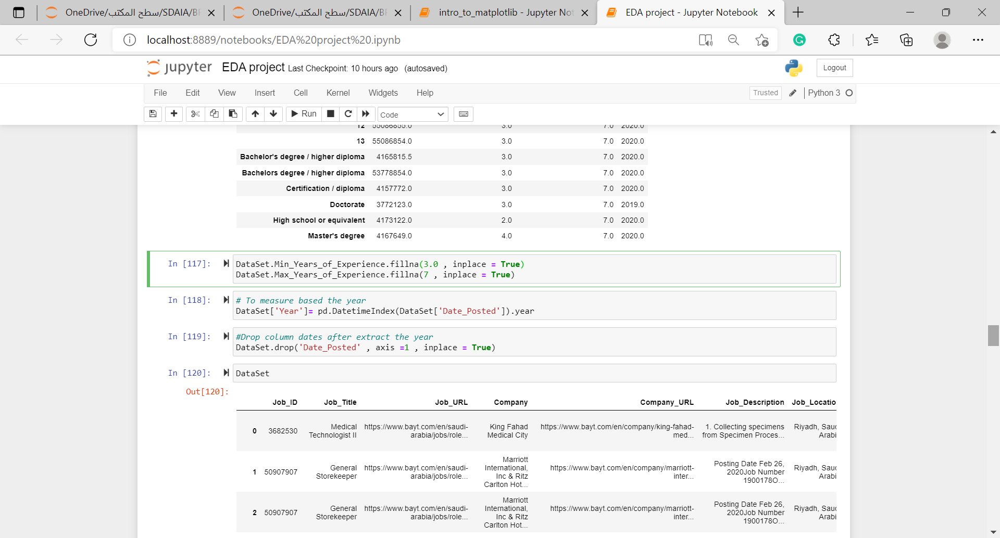 OneDrive/سطح المكتب/SDAIA/B
OneDrive/سطح المكتب/SDAIA/B
intro_to_matplotlib - Jupyter Not
EDA project - Jupyter Notebook
localhost:8889/notebooks/EDA%20project%20.ipynb
jupyter EDA project Last Checkpoint: 10 hours ago (autosaved)
Logout
File Edit View Insert Cell Kernel Widgets Help
Trusted Python 3
Run Code
12 55086855.0 3.0 7.0 2020.0
13 55086854.0 3.0 7.0 2020.0
Bachelor's degree / higher diploma 4165815.5 3.0 7.0 2020.0
Bachelors degree / higher diploma 53778854.0 3.0 7.0 2020.0
Certification / diploma 4157772.0 3.0 7.0 2020.0
Doctorate 3772123.0 3.0 7.0 2019.0
High school or equivalent 4173122.0 2.0 7.0 2020.0
Master's degree 4167649.0 4.0 7.0 2020.0
In [117]: DataSet.Min_Years_of_Experience.fillna(3.0 , inplace = True)
DataSet.Max_Years_of_Experience.fillna(7 , inplace = True)
In [118]: # To measure based the year
DataSet['Year']= pd.DatetimeIndex(DataSet['Date_Posted']).year
In [119]: #Drop column dates after extract the year
DataSet.drop('Date_Posted' , axis =1 , inplace = True)
In [120]: DataSet
Out[120]:
Job_ID Job_Title Job_URL Company Company_URL Job_Description Job_Locatio
0 3682530 Medical Technologist II https://www.bayt.com/en/saudi-arabia/jobs/role... King Fahad Medical City https://www.bayt.com/en/company/king-fahad-med... 1. Collecting specimens from Specimen Proces... Riyadh, Sauc Arabi
1 50907907 General Storekeeper https://www.bayt.com/en/saudi-arabia/jobs/role... Marriott International, Inc & Ritz Carlton Hot... https://www.bayt.com/en/company/marriott-inter... Posting Date Feb 26, 2020Job Number 1900178O... Riyadh, Sauc Arabi
2 50907907 General Storekeeper https://www.bayt.com/en/saudi-arabia/jobs/role... Marriott International, Inc & Ritz Carlton Hot... https://www.bayt.com/en/company/marriott-inter... Posting Date Feb 26, 2020Job Number 1900178O... Riyadh, Sauc Arabi